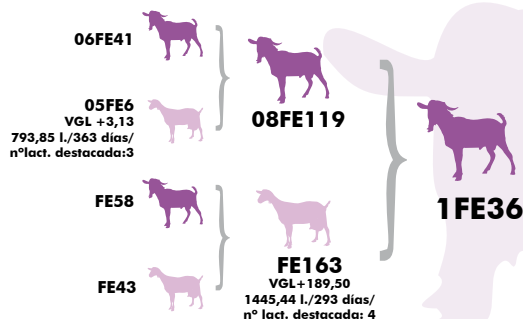 06FE41
05FE6
VGL +3,13
793,85 l./363 días/
nºlact. destacada:3
08FE119
FE58
FE43
FE163
VGL+189,50
1445,44 l./293 días/
nº lact. destacada: 4
1FE36